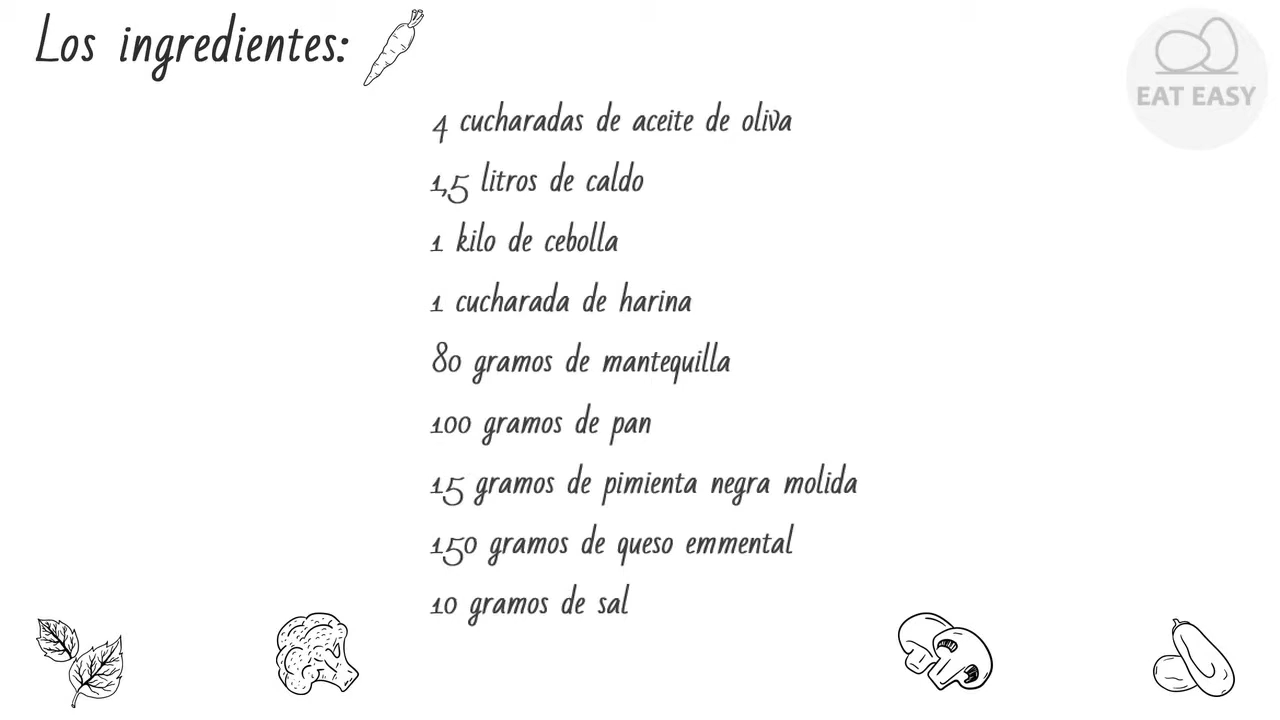 Los ingredientes:
EAT EASY
4 cucharadas de aceite de oliva
1,5 litros de caldo
1 kilo de cebolla
1 cucharada de harina
80 gramos de mantequilla
100 gramos de pan
15 gramos de pimienta negra molida
150 gramos de queso emmental
10 gramos de sal